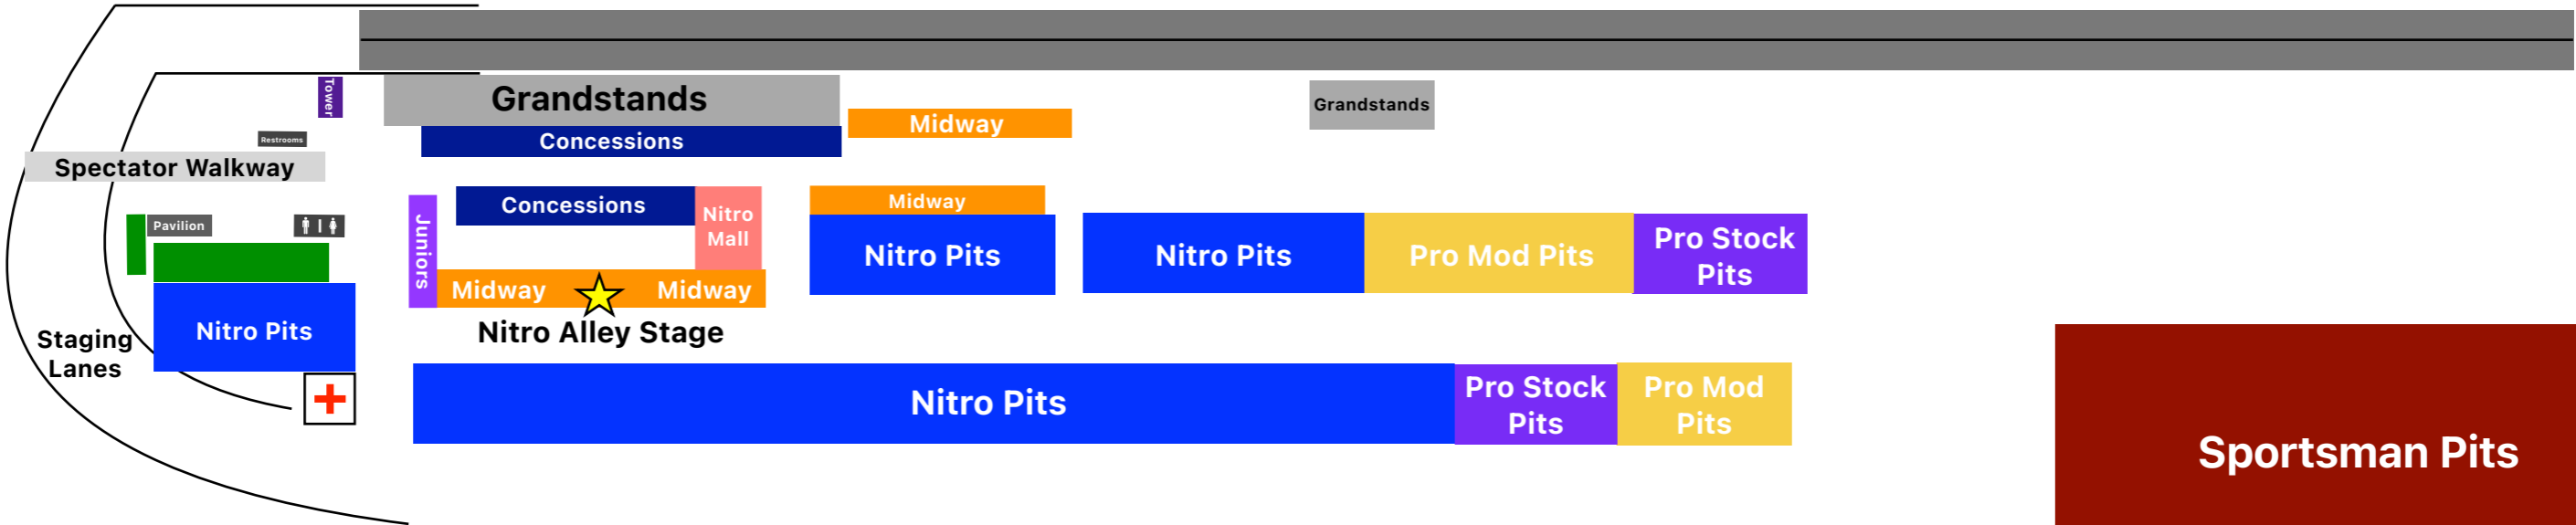 Tower
Grandstands
Grandstands
Midway
Restrooms
Concessions
Spectator Walkway
Juniors
Concessions
Nitro
Mall
Midway
Pavilion
Nitro Pits
Nitro Pits
Pro Mod Pits
Pro Stock
Pits
Midway
Midway
Nitro Alley Stage
Nitro Pits
Staging
Lanes
Nitro Pits
Pro Stock
Pits
Pro Mod
Pits
Sportsman Pits